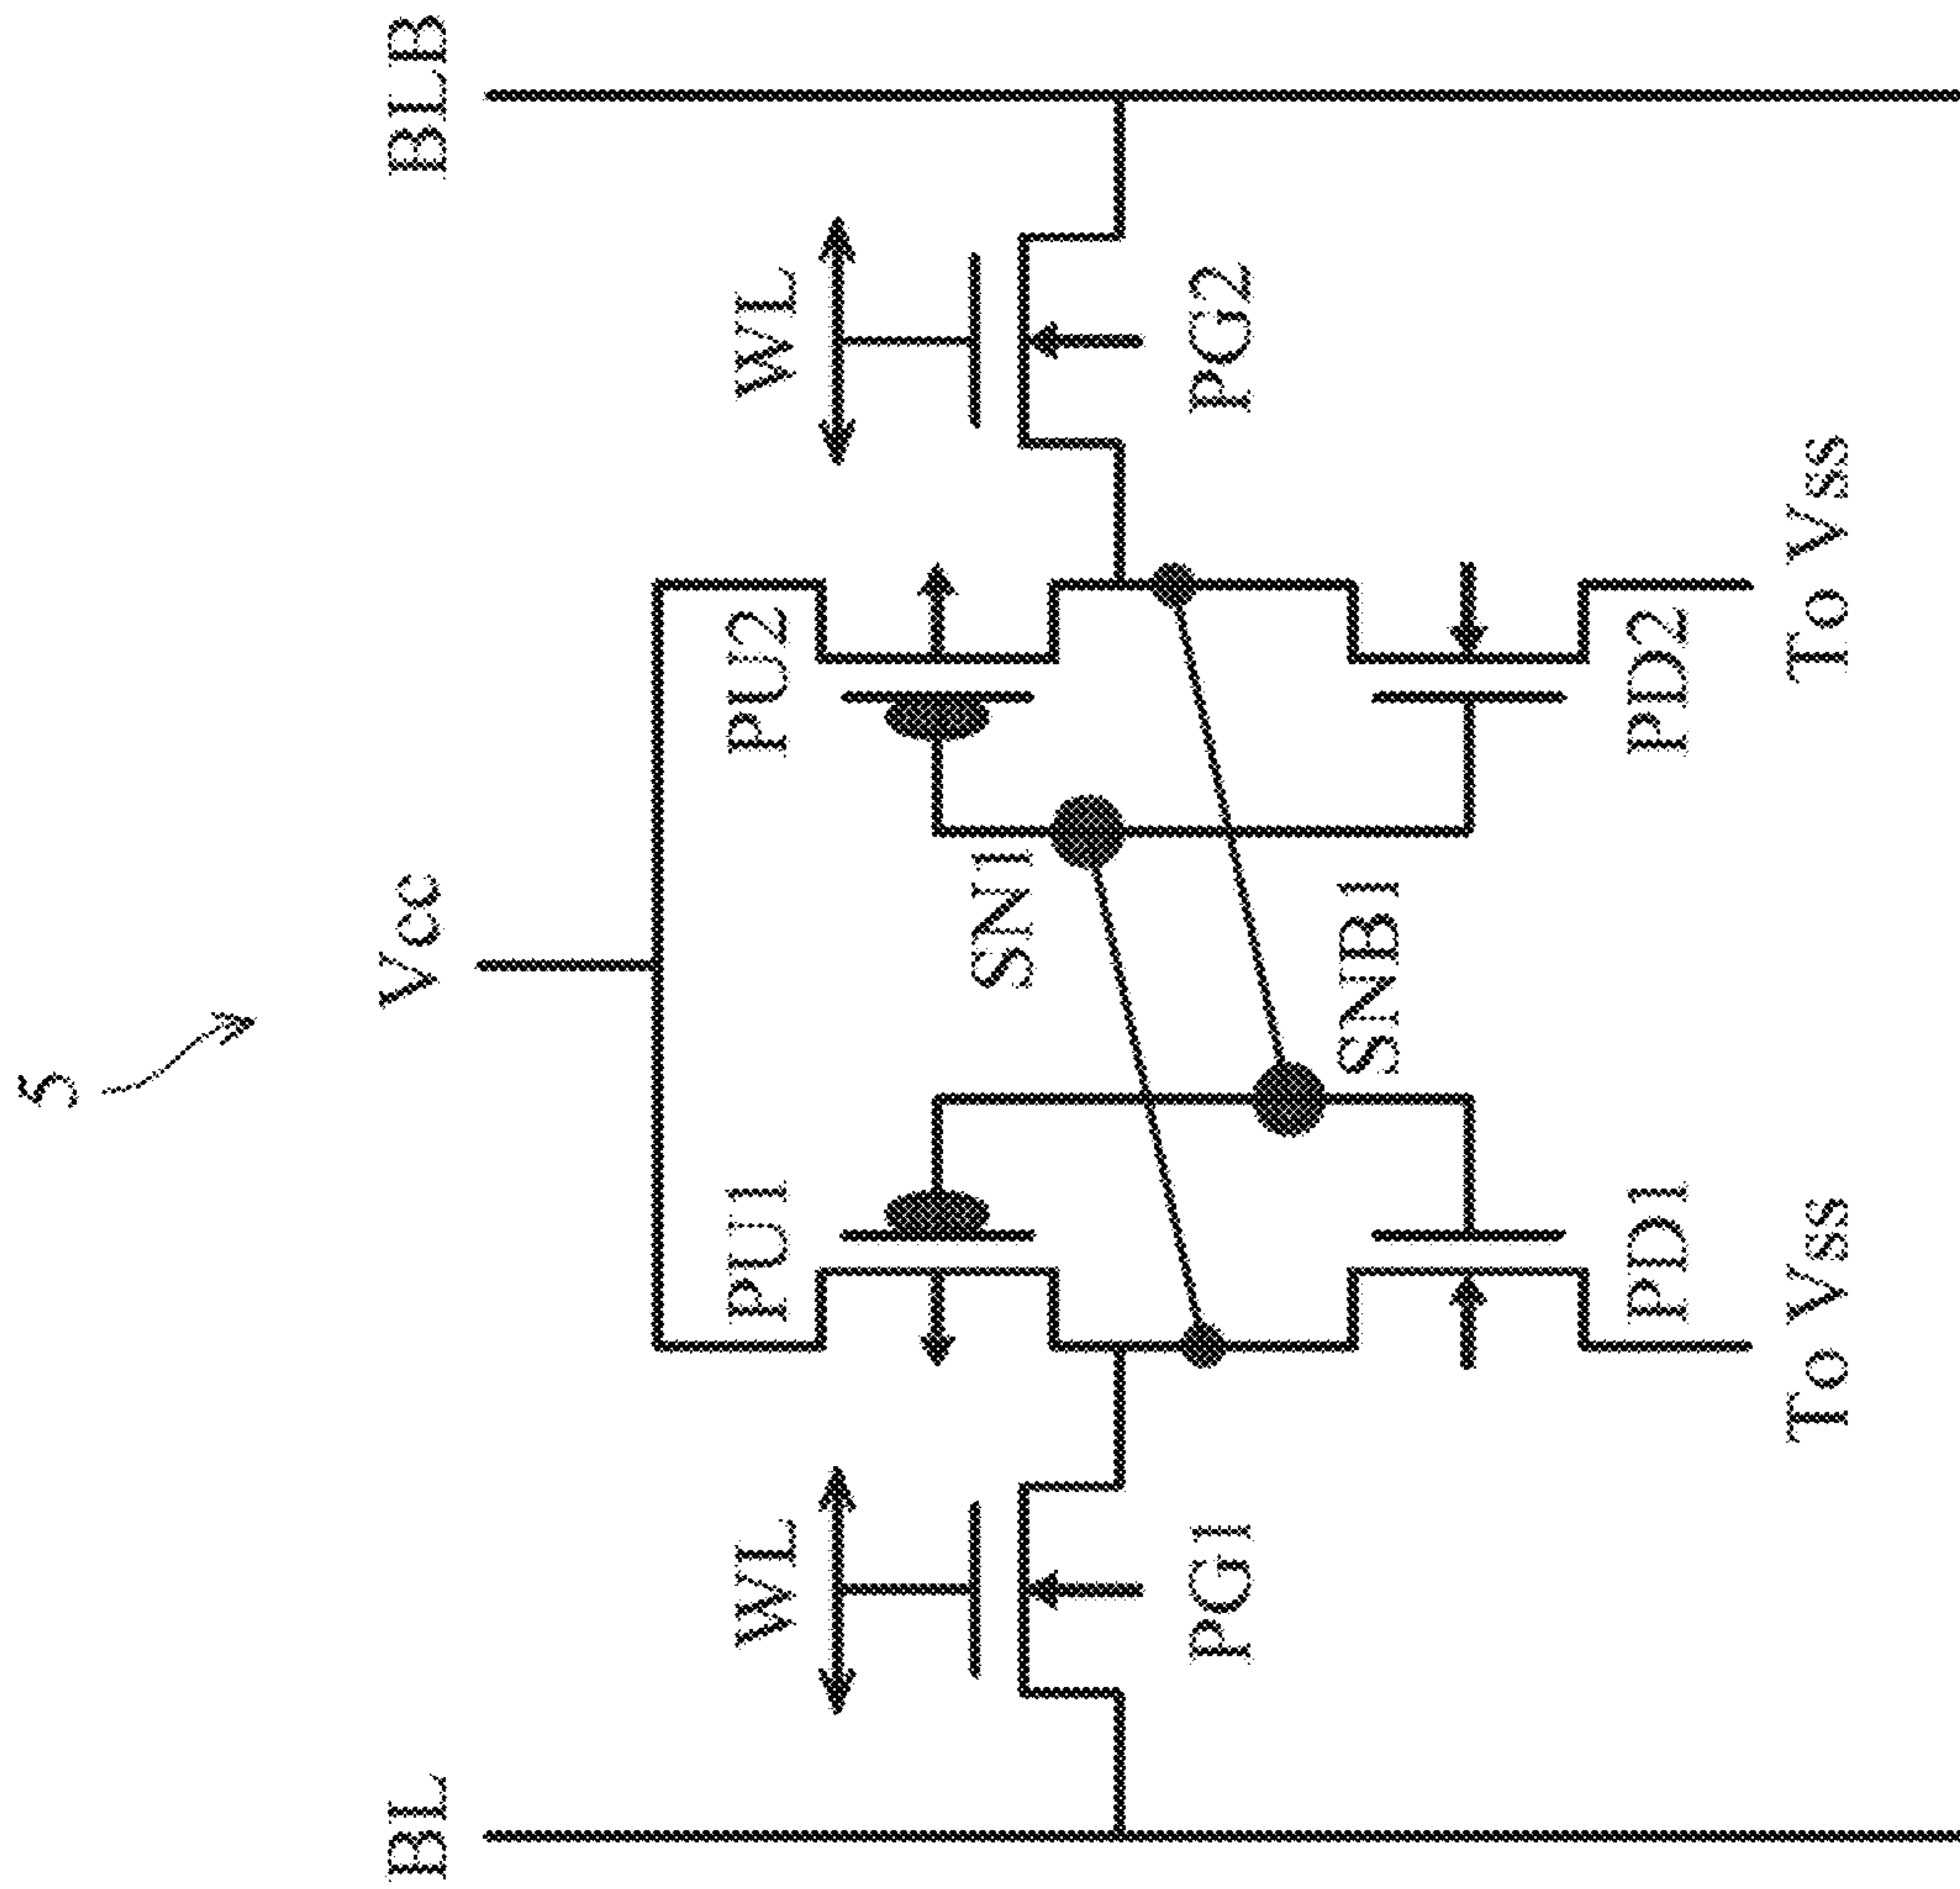 5
Vcc
BL
BLB
WL
PU1
PU2
WL
SN1
PG1
PG2
SNB1
PD1
PD2
To Vss
To Vss